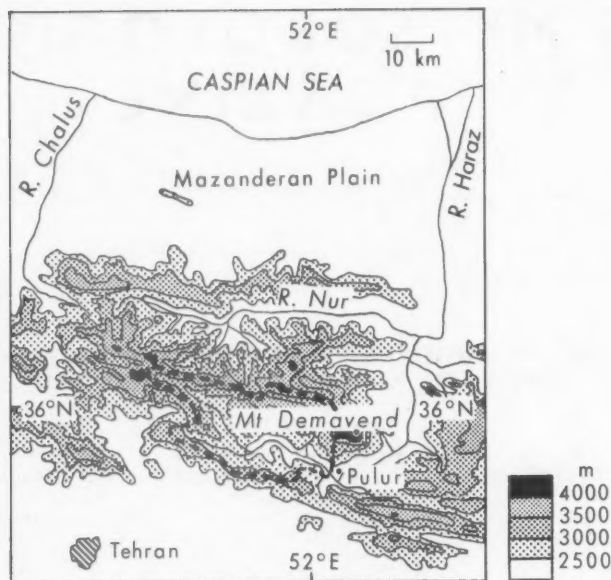 52°E
10 km
CASPIAN SEA
R. Chalus
Mazanderan Plain
R. Haraz
R. Nur
36°N
Mt Demavend
36°N
Pulur
Tehran
52°E
m
4000
3500
3000
2500